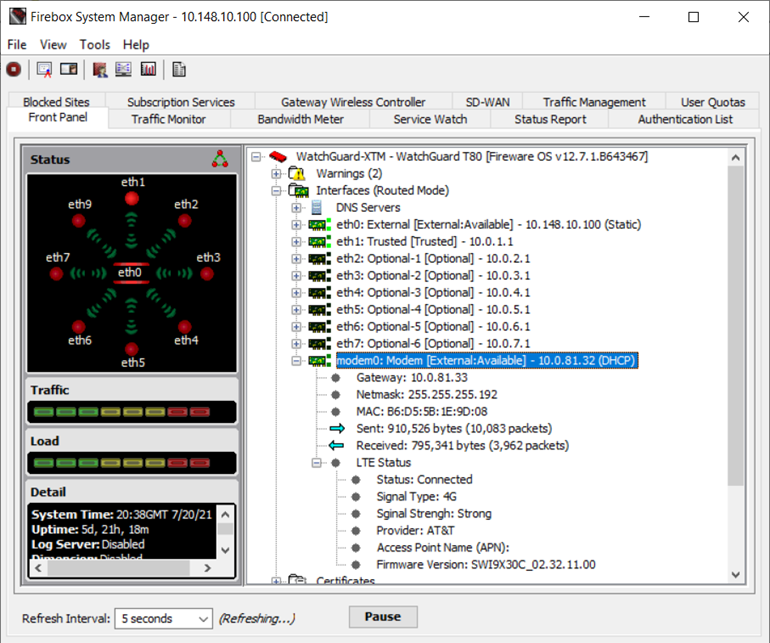 Firebox System Manager - 10.148.10.100 [Connected]
File View Tools Help
Blocked Sites Subscription Services Gateway Wireless Controller SD-WAN Traffic Management User Quotas
Front Panel Traffic Monitor Bandwidth Meter Service Watch Status Report Authentication List
Status
eth1
eth9
eth2
eth7
eth0
eth3
eth6
eth4
eth5
Traffic
Load
Detail
System Time: 20:38GMT 7/20/21
Uptime: 5d, 21h, 18m
Log Server: Disabled
Dimension: Disabled
WatchGuard-XTM - WatchGuard T80 [Fireware OS v12.7.1.B643467]
Warnings (2)
Interfaces (Routed Mode)
DNS Servers
eth0: External [External:Available] - 10.148.10.100 (Static)
eth1: Trusted [Trusted] - 10.0.1.1
eth2: Optional-1 [Optional] - 10.0.2.1
eth3: Optional-2 [Optional] - 10.0.3.1
eth4: Optional-3 [Optional] - 10.0.4.1
eth5: Optional-4 [Optional] - 10.0.5.1
eth6: Optional-5 [Optional] - 10.0.6.1
eth7: Optional-6 [Optional] - 10.0.7.1
modem0: Modem [External:Available] - 10.0.81.32 (DHCP)
Gateway: 10.0.81.33
Netmask: 255.255.255.192
MAC: B6:D5:5B:1E:9D:08
Sent: 910,526 bytes (10,083 packets)
Received: 795,341 bytes (3,962 packets)
LTE Status
Status: Connected
Signal Type: 4G
Sginal Strengh: Strong
Provider: AT&T
Access Point Name (APN):
Firmware Version: SWI9X30C_02.32.11.00
Certificates
Refresh Interval: 5 seconds (Refreshing...) Pause